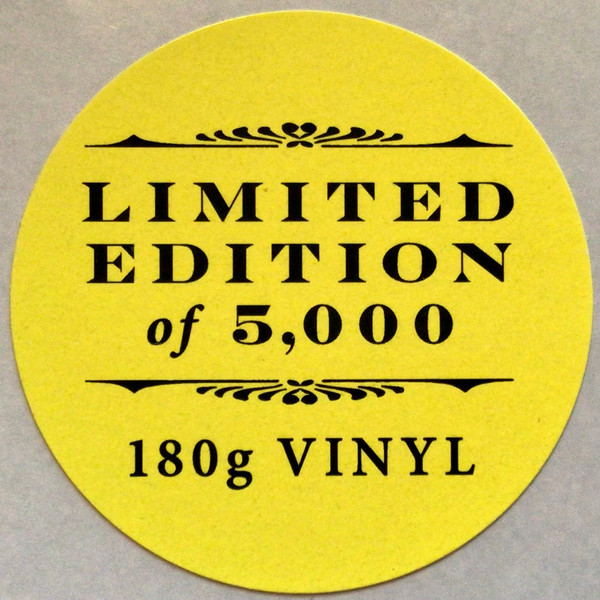 LIMITED
EDITION
of 5,000
180g VINYL